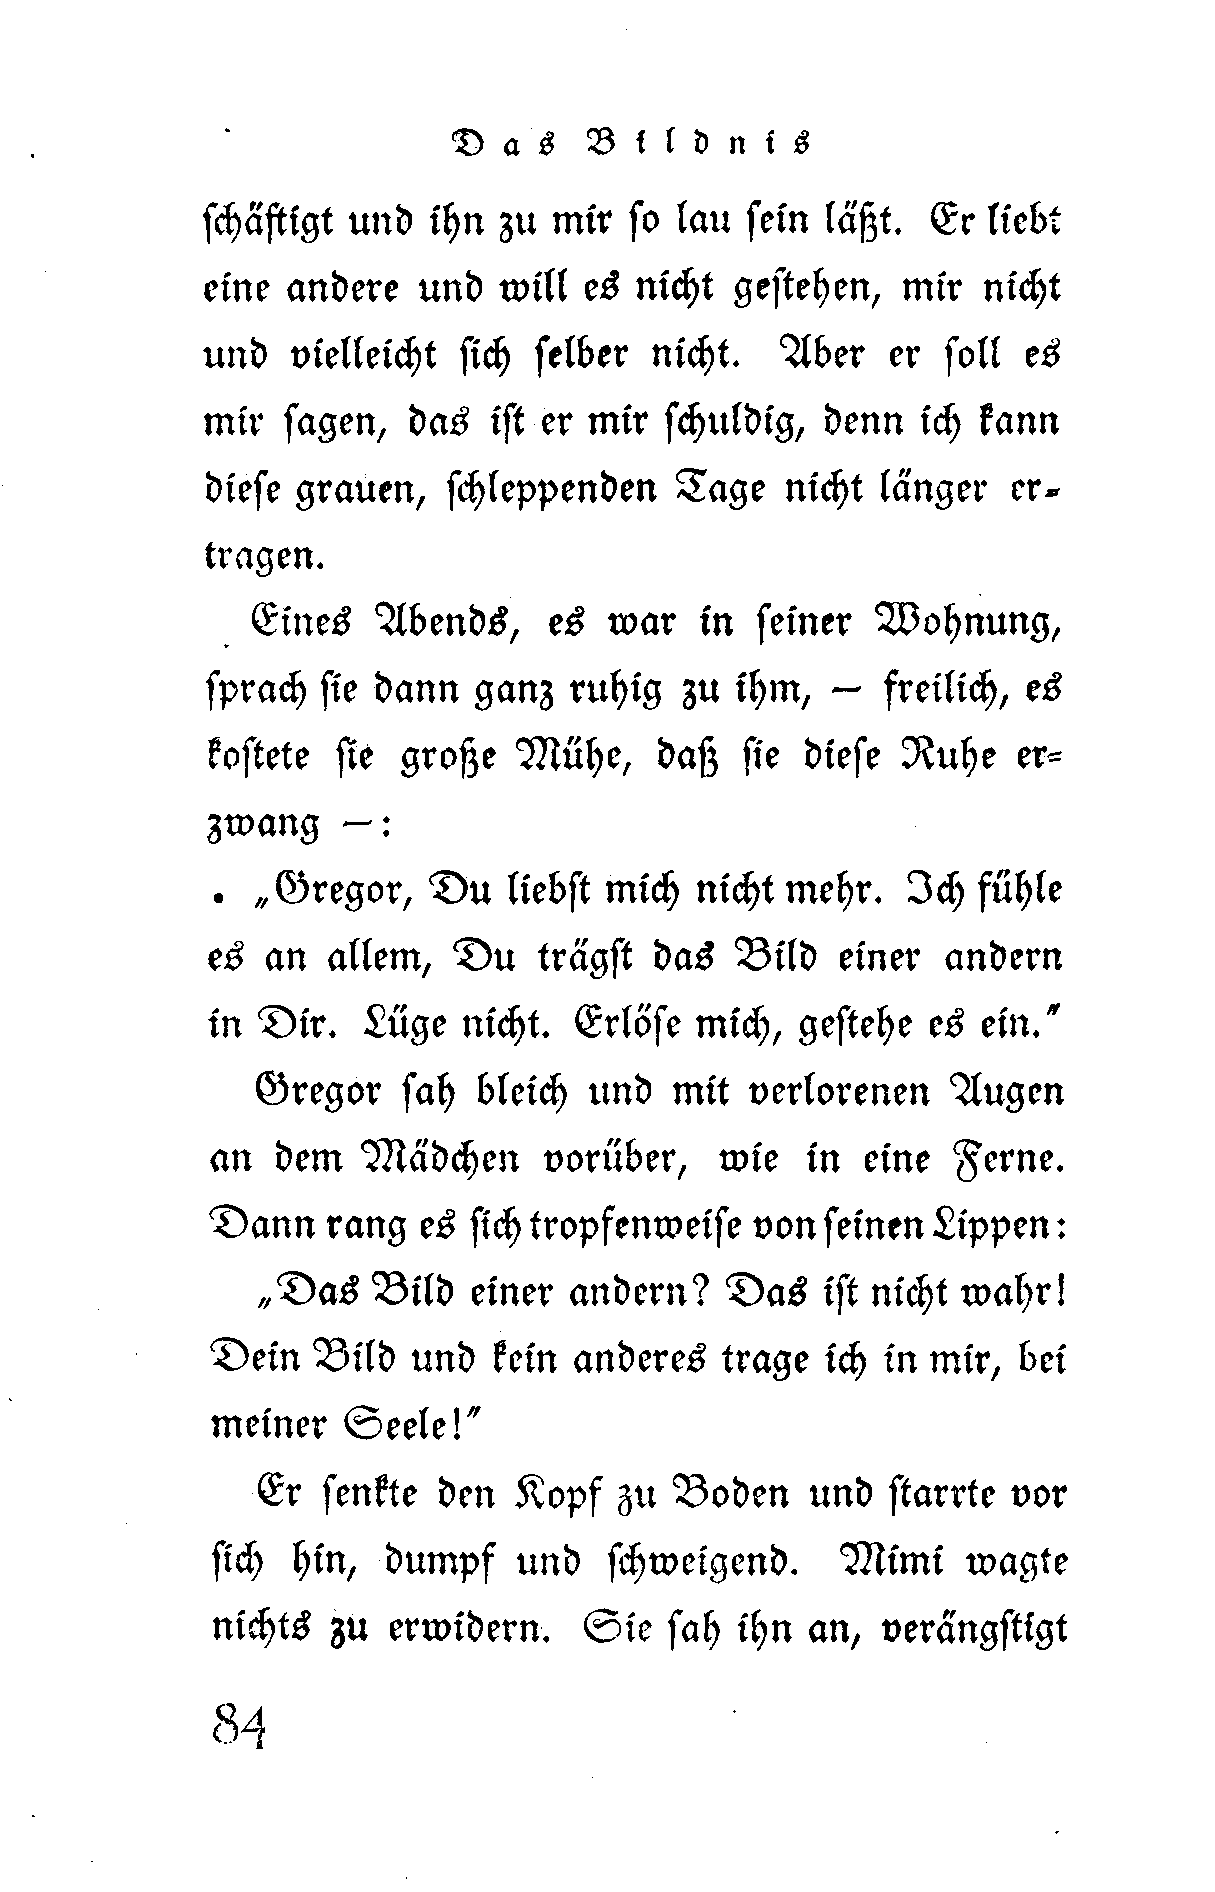 Das Bildnis
schäftigt und ihn zu mir so lau sein läßt. Er liebt
eine andere und will es nicht gestehen, mir nicht
und vielleicht sich selber nicht. Aber er soll es
mir sagen, das ist er mir schuldig, denn ich kann
diese grauen, schleppenden Tage nicht länger er-
tragen.
Eines Abends, es war in seiner Wohnung,
sprach sie dann ganz ruhig zu ihm, — freilich, es
kostete sie große Mühe, daß sie diese Ruhe er-
zwang —:
„Gregor, Du liebst mich nicht mehr. Ich fühle
es an allem, Du trägst das Bild einer andern
in Dir. Lüge nicht. Erlöse mich, gestehe es ein."
Gregor sah bleich und mit verlorenen Augen
an dem Mädchen vorüber, wie in eine Ferne.
Dann rang es sich tropfenweise von seinen Lippen:
„Das Bild einer andern? Das ist nicht wahr!
Dein Bild und kein anderes trage ich in mir, bei
meiner Seele!"
Er senkte den Kopf zu Boden und starrte vor
sich hin, dumpf und schweigend. Mimi wagte
nichts zu erwidern. Sie sah ihn an, verängstigt
84